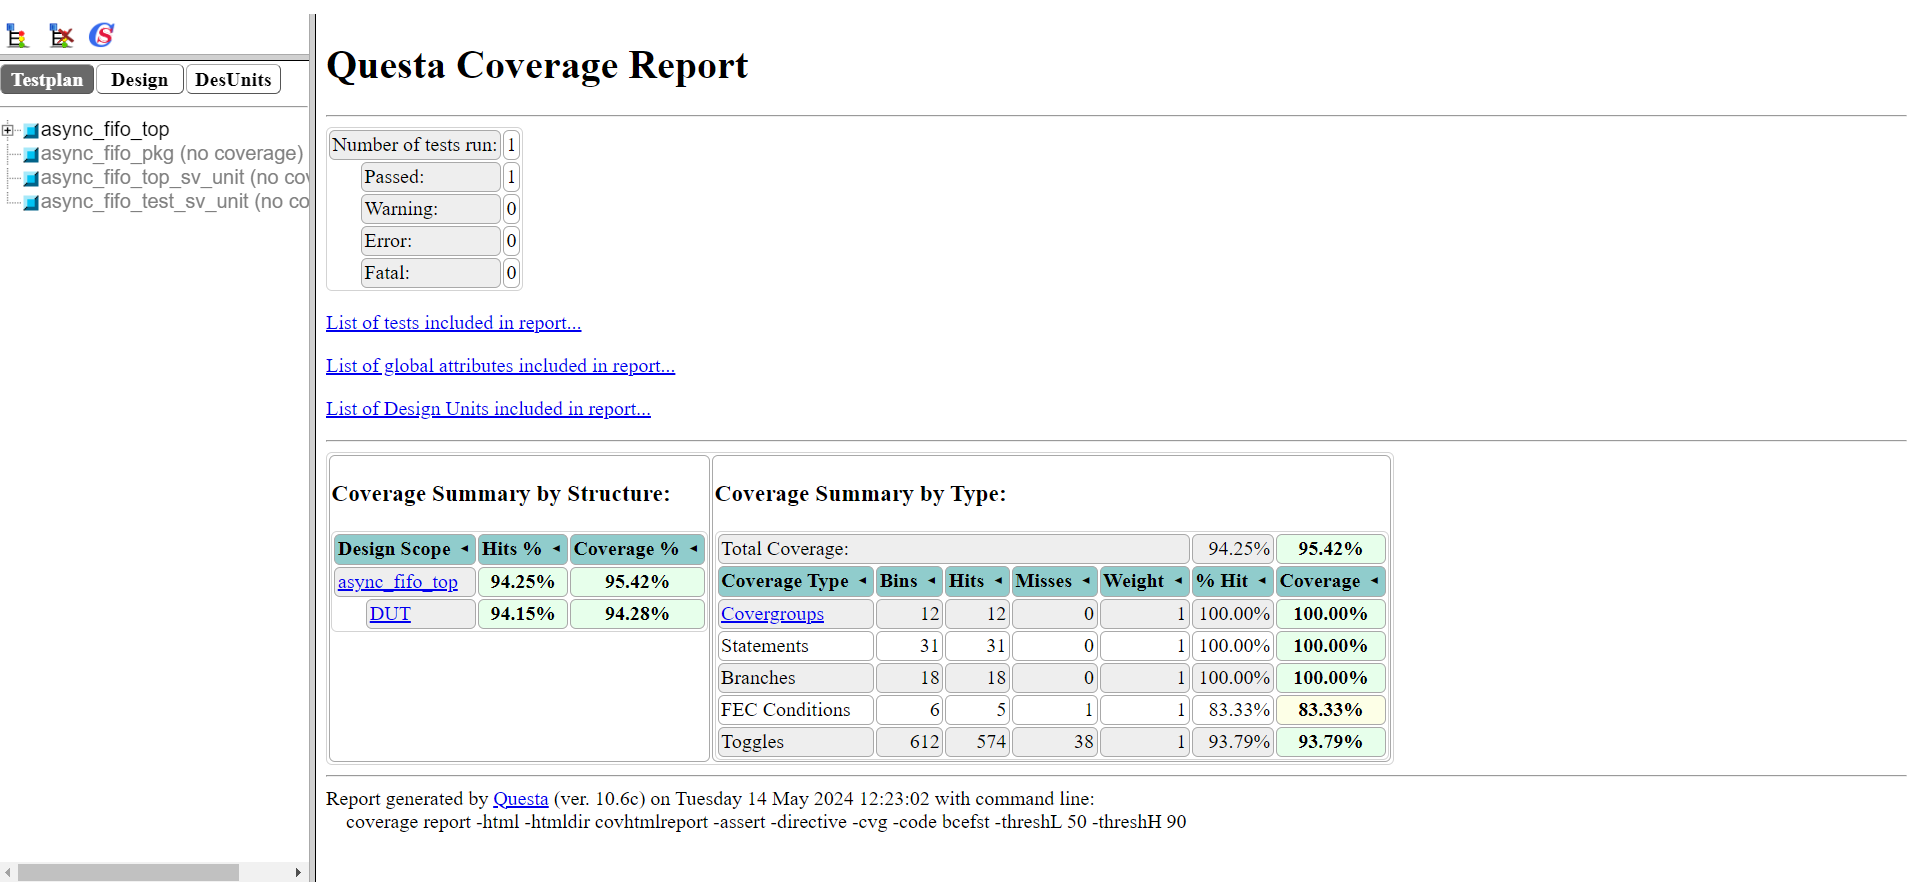 Testplan Design DesUnits
async_fifo_top
async_fifo_pkg (no coverage)
async_fifo_top_sv_unit (no cov
async_fifo_test_sv_unit (no co
Questa Coverage Report
Number of tests run: 1
Passed: 1
Warning: 0
Error: 0
Fatal: 0
List of tests included in report...
List of global attributes included in report...
List of Design Units included in report...
Coverage Summary by Structure:
Design Scope Hits % Coverage %
async_fifo_top 94.25% 95.42%
DUT 94.15% 94.28%
Coverage Summary by Type:
Total Coverage: 94.25% 95.42%
Coverage Type Bins Hits Misses Weight % Hit Coverage
Covergroups 12 12 0 1 100.00% 100.00%
Statements 31 31 0 1 100.00% 100.00%
Branches 18 18 0 1 100.00% 100.00%
FEC Conditions 6 5 1 1 83.33% 83.33%
Toggles 612 574 38 1 93.79% 93.79%
Report generated by Questa (ver. 10.6c) on Tuesday 14 May 2024 12:23:02 with command line:
coverage report -html -htmldir covhtmlreport -assert -directive -cvg -code bcefst -threshL 50 -threshH 90